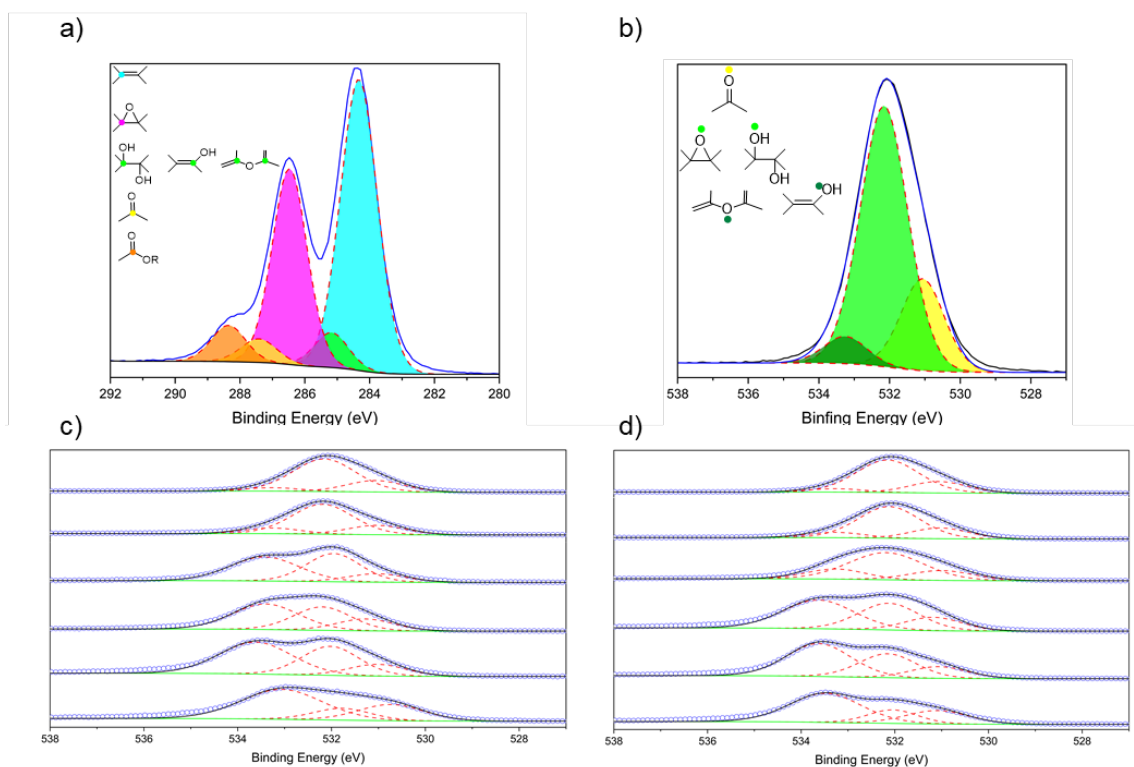 a)
O
OH
OH
OH
O
O
O
OR
292 290 288 286 284 282 280
Binding Energy (eV)
b)
O
O
OH
OH
O
OH
538 536 534 532 530 528
Binfing Energy (eV)
c)
538 536 534 532 530 528
Binding Energy (eV)
d)
538 536 534 532 530 528
Binding Energy (eV)